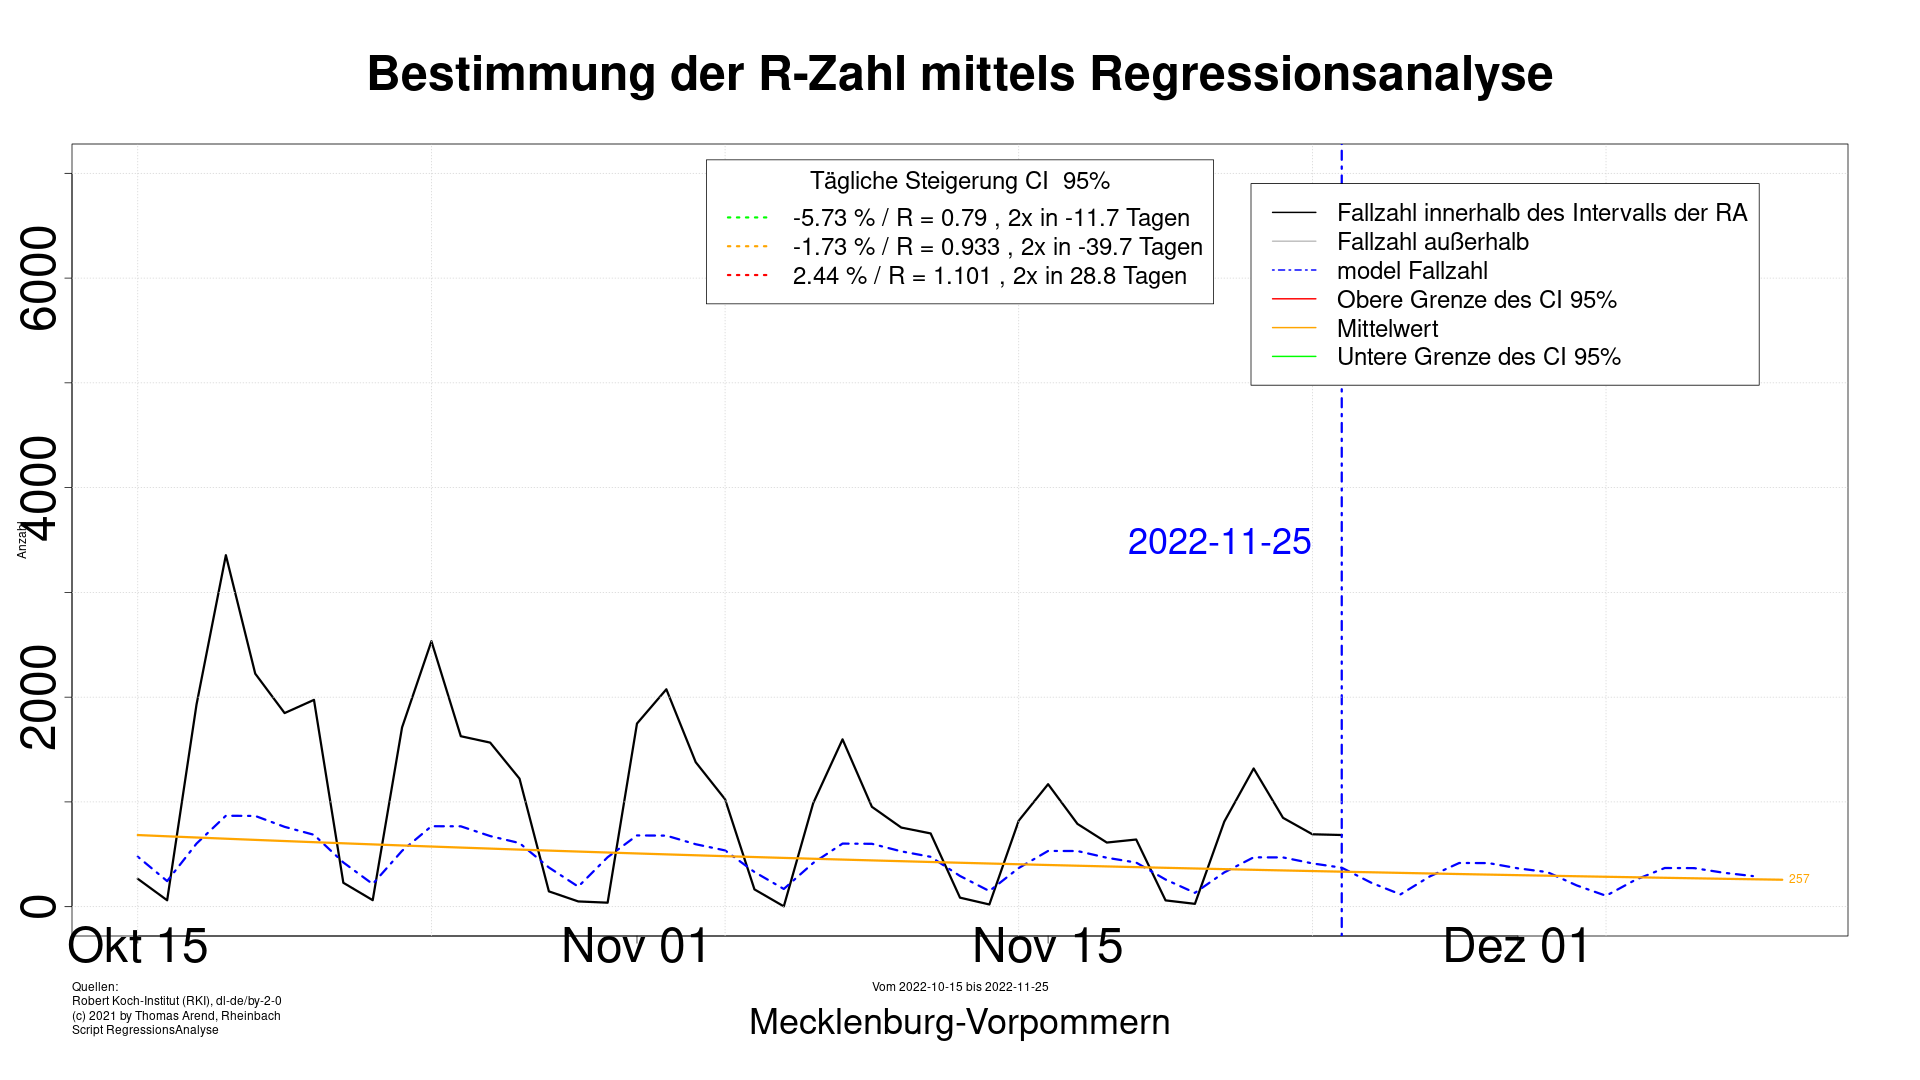 Bestimmung der R-Zahl mittels Regressionsanalyse
Tägliche Steigerung CI  95%
-5.73 % / R = 0.79 , 2x in -11.7 Tagen
-1.73 % / R = 0.933 , 2x in -39.7 Tagen
2.44 % / R = 1.101 , 2x in 28.8 Tagen
Fallzahl innerhalb des Intervalls der RA
Fallzahl außerhalb
model Fallzahl
Obere Grenze des CI 95%
Mittelwert
Untere Grenze des CI 95%
6000
4000
2000
0
Anzahl
2022-11-25
257
Okt 15
Nov 01
Nov 15
Dez 01
Quellen:
Robert Koch-Institut (RKI), dl-de/by-2-0
(c) 2021 by Thomas Arend, Rheinbach
Script RegressionsAnalyse
Vom 2022-10-15 bis 2022-11-25
Mecklenburg-Vorpommern